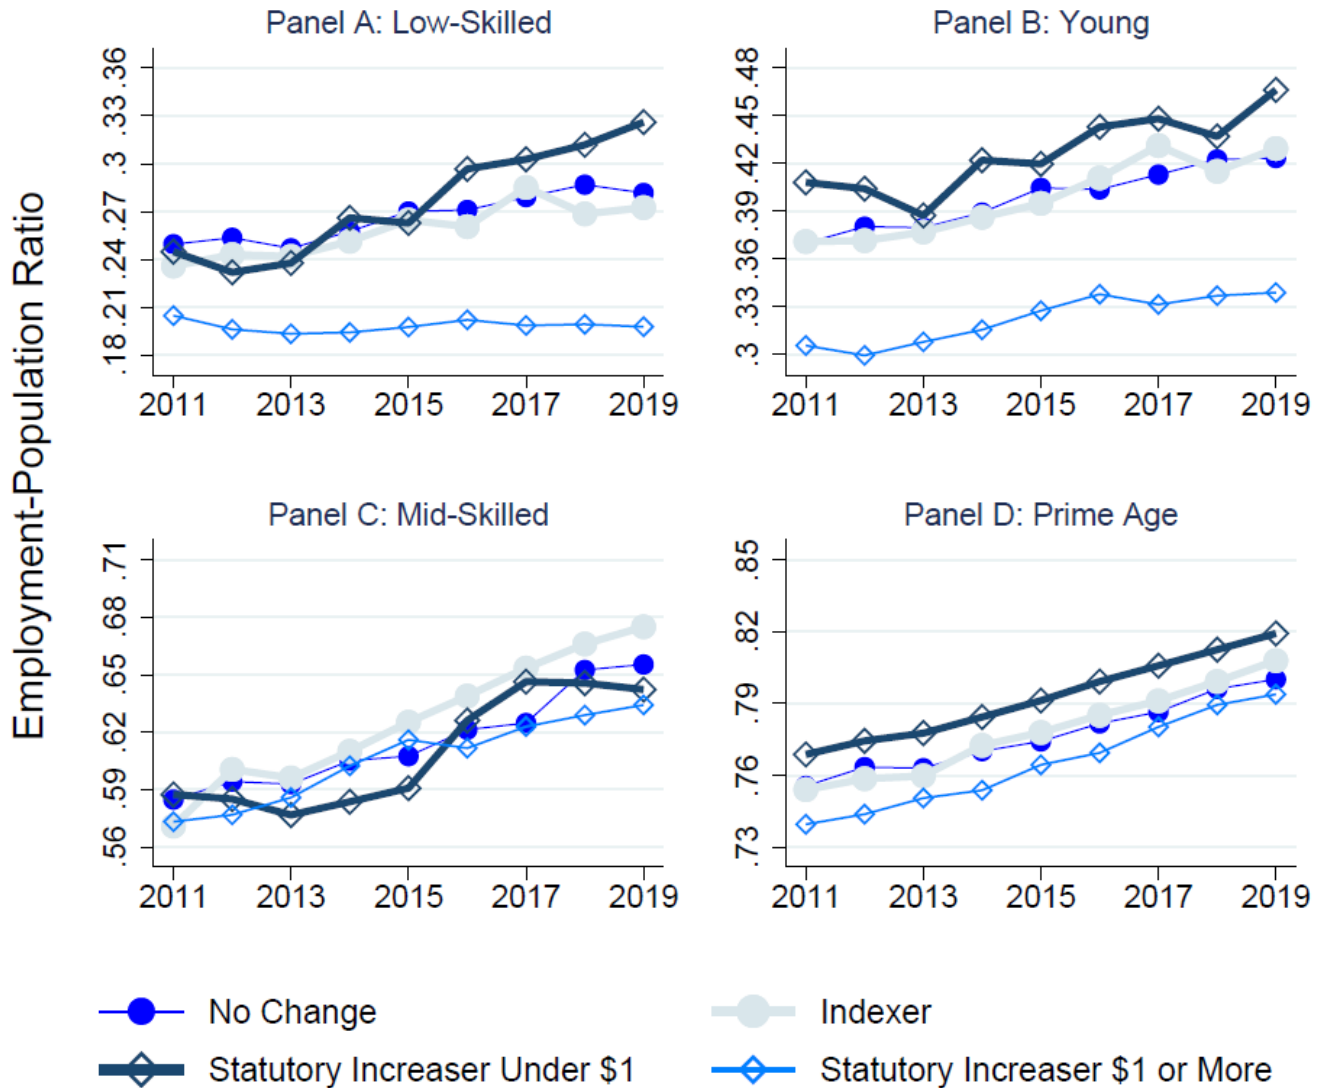 Panel A: Low-Skilled
Panel B: Young
.36
.33
.3
.27
.24
.21
.18
.48
.45
.42
.39
.36
.33
.3
2011 2013 2015 2017 2019
2011 2013 2015 2017 2019
Employment-Population Ratio
Panel C: Mid-Skilled
Panel D: Prime Age
.71
.68
.65
.62
.59
.56
.85
.82
.79
.76
.73
2011 2013 2015 2017 2019
2011 2013 2015 2017 2019
No Change
Indexer
Statutory Increaser Under $1
Statutory Increaser $1 or More